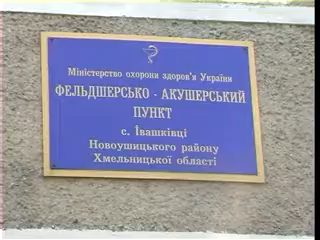 Міністерство охорони здоров'я України
ФЕЛЬДШЕРСЬКО - АКУШЕРСЬКИЙ
ПУНКТ
с. Івашківці
Новоушицького району
Хмельницької області